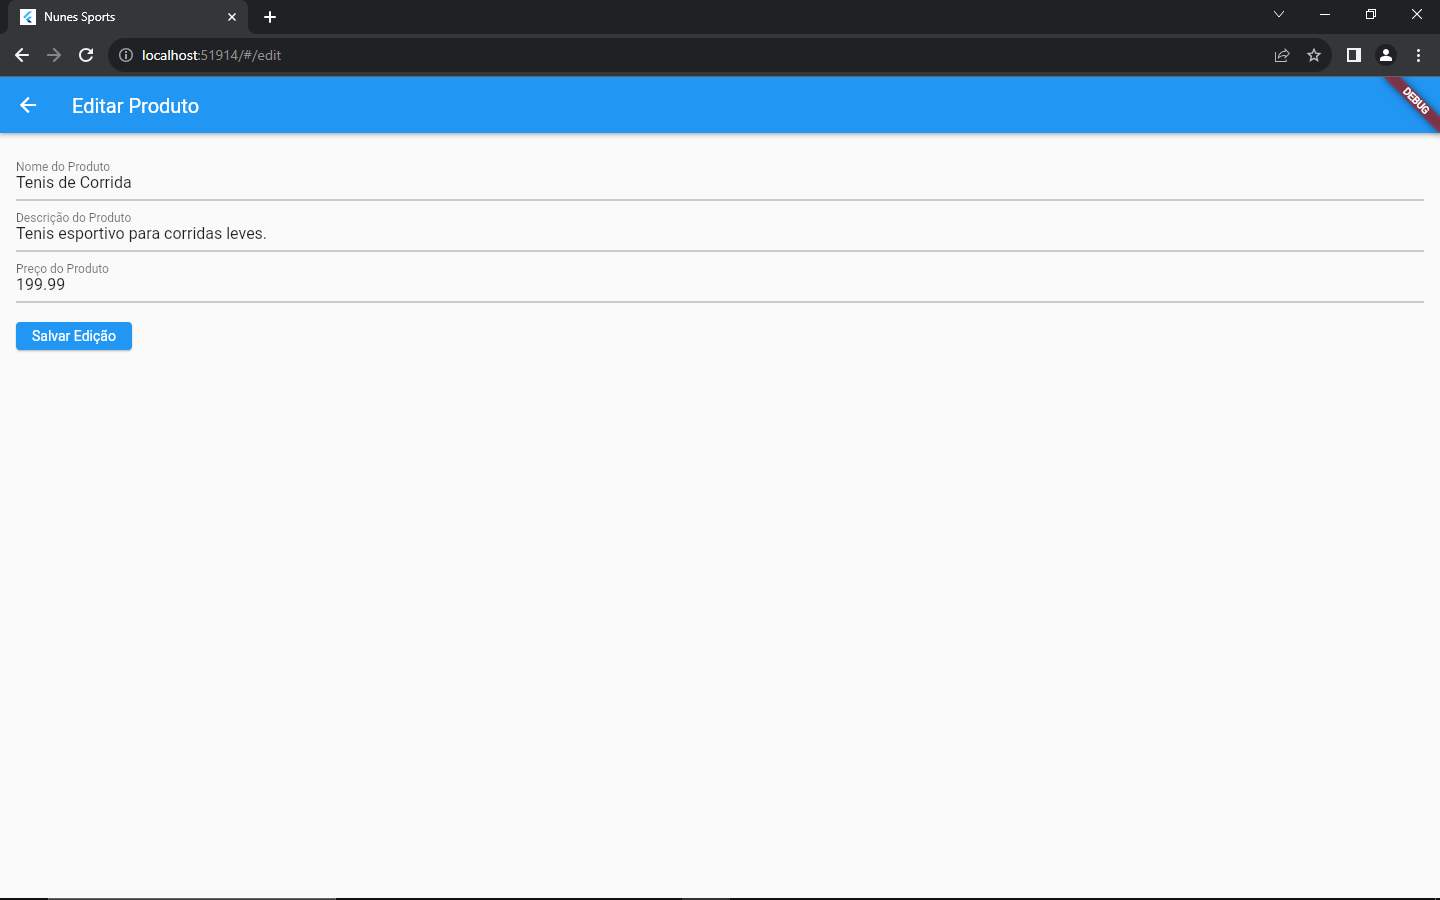 Nunes Sports
localhost:51914/#/edit
Editar Produto
DEBUG
Nome do Produto
Tenis de Corrida
Descrição do Produto
Tenis esportivo para corridas leves.
Preço do Produto
199.99
Salvar Edição